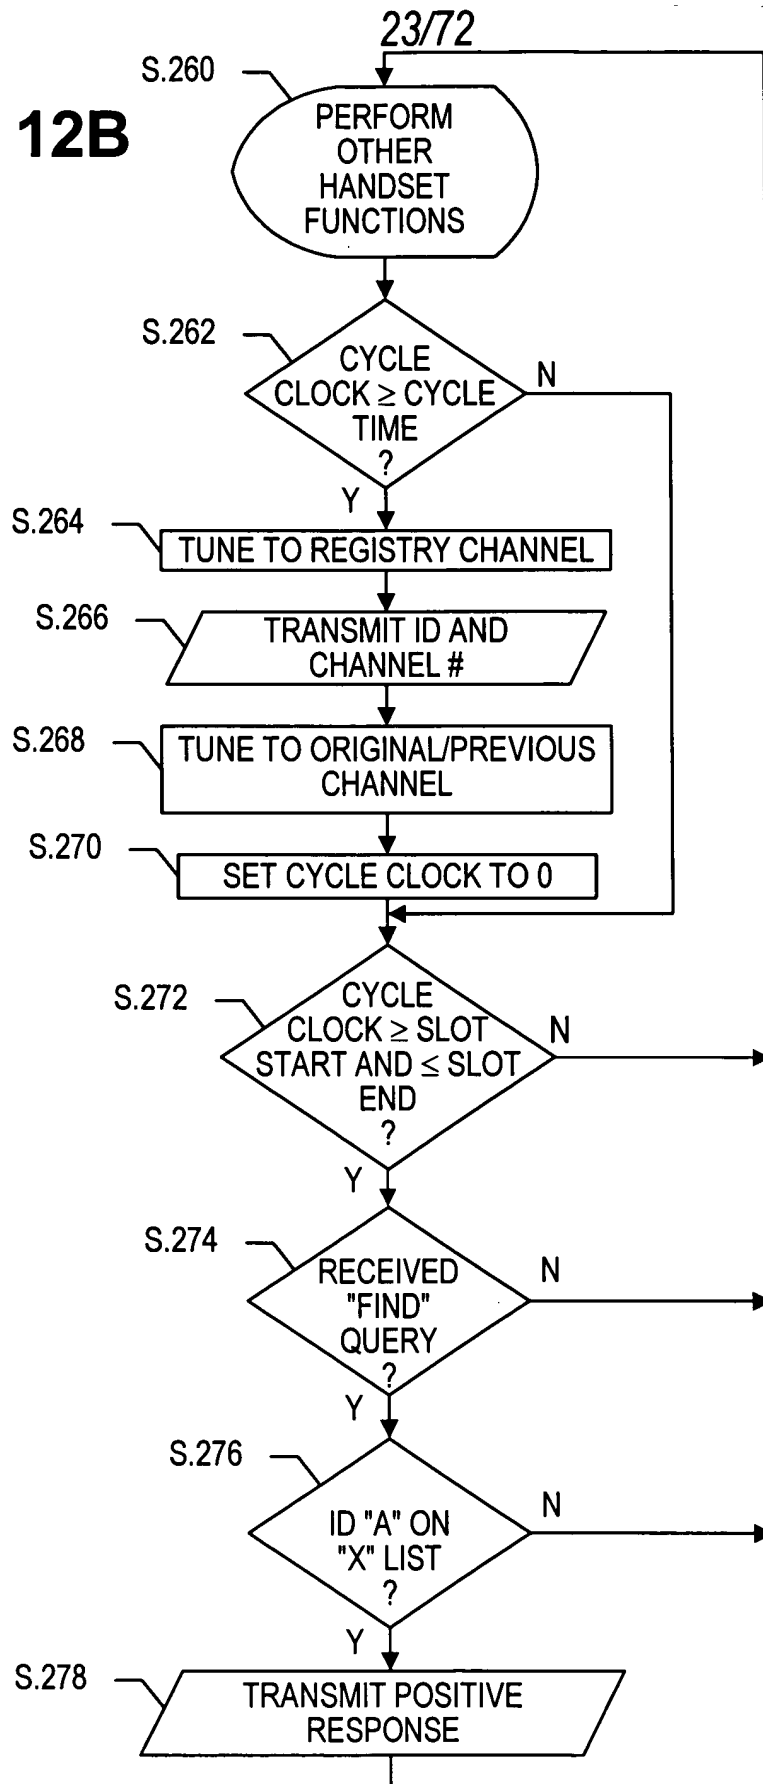 23/72
S.260
12B
PERFORM
OTHER
HANDSET
FUNCTIONS
S.262
CYCLE
CLOCK ≥ CYCLE
TIME
?
N
Y
S.264
TUNE TO REGISTRY CHANNEL
S.266
TRANSMIT ID AND
CHANNEL #
S.268
TUNE TO ORIGINAL/PREVIOUS
CHANNEL
S.270
SET CYCLE CLOCK TO 0
S.272
CYCLE
CLOCK ≥ SLOT
START AND ≤ SLOT
END
?
N
Y
S.274
RECEIVED
"FIND"
QUERY
?
N
Y
S.276
ID "A" ON
"X" LIST
?
N
Y
S.278
TRANSMIT POSITIVE
RESPONSE